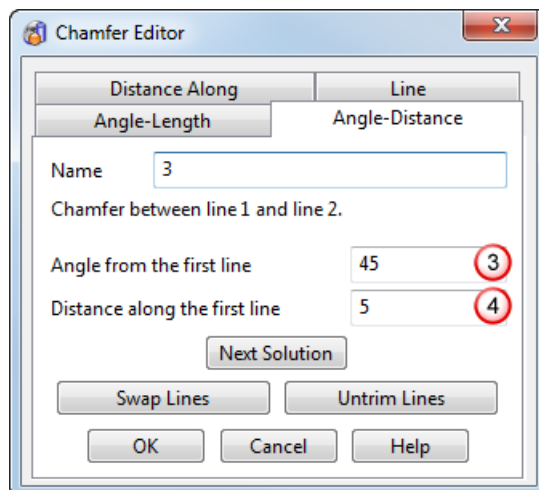 Chamfer Editor
X
Distance Along Line
Angle-Length Angle-Distance
Name 3
Chamfer between line 1 and line 2.
Angle from the first line 45 3
Distance along the first line 5 4
Next Solution
Swap Lines Untrim Lines
OK Cancel Help